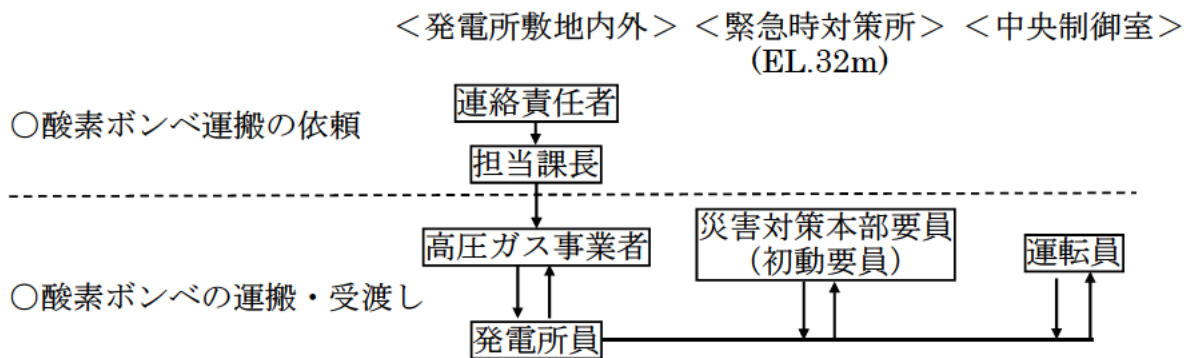 ＜発電所敷地内外＞ ＜緊急時対策所＞ ＜中央制御室＞
(EL.32m)
連絡責任者
○酸素ボンベ運搬の依頼
担当課長
高圧ガス事業者
災害対策本部要員
（初動要員）
運転員
○酸素ボンベの運搬・受渡し
発電所員